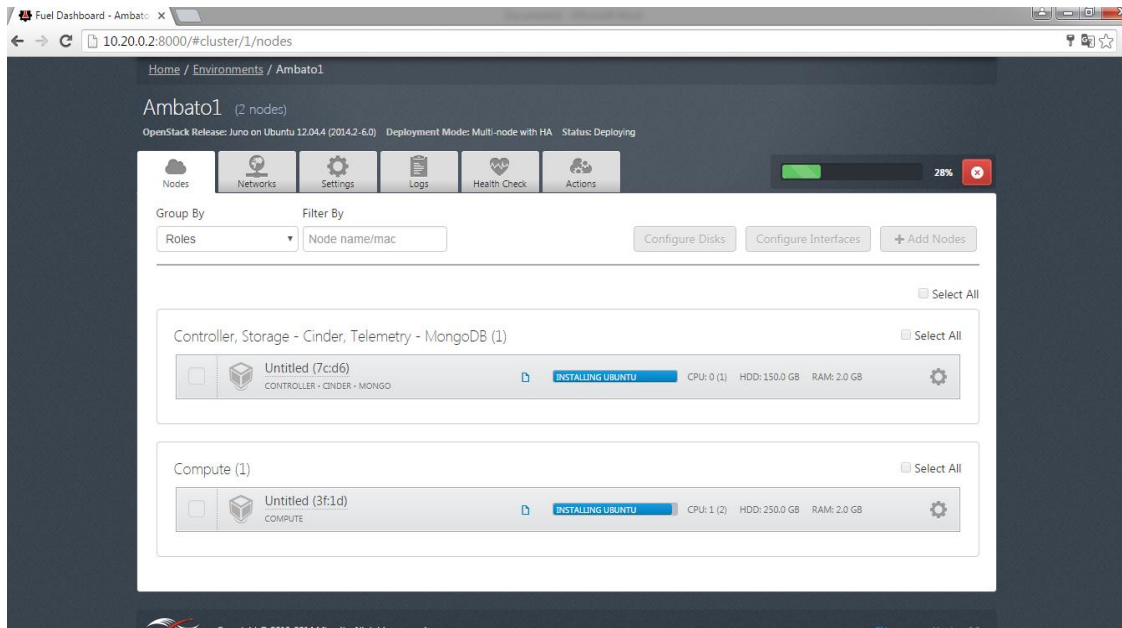 Fuel Dashboard - Ambato
10.20.0.2:8000/#cluster/1/nodes
Home / Environments / Ambato1
Ambato1 (2 nodes)
OpenStack Release: Juno on Ubuntu 12.04.4 (2014.2-6.0) Deployment Mode: Multi-node with HA Status: Deploying
Nodes Networks Settings Logs Health Check Actions 28%
Group By Filter By
Roles Node name/mac Configure Disks Configure Interfaces + Add Nodes
Select All
Controller, Storage - Cinder, Telemetry - MongoDB (1) Select All
Untitled (7c:d6)
CONTROLLER - CINDER - MONGO INSTALLING UBUNTU CPU: 0 (1) HDD: 150.0 GB RAM: 2.0 GB
Compute (1) Select All
Untitled (3f:1d)
COMPUTE INSTALLING UBUNTU CPU: 1 (2) HDD: 250.0 GB RAM: 2.0 GB